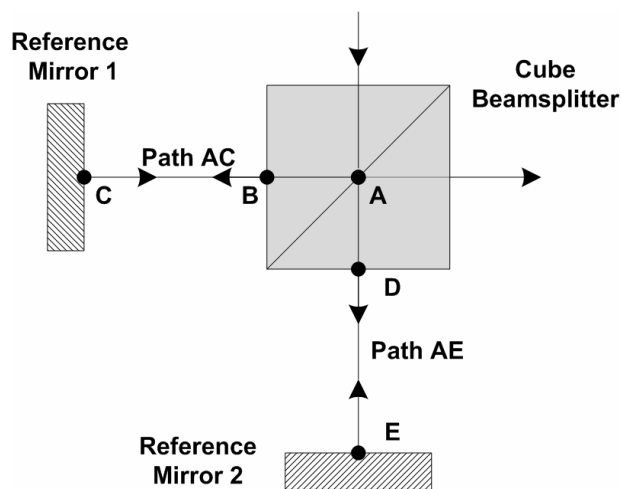 Reference
Mirror 1
Cube
Beamsplitter
Path AC
C
B
A
D
Path AE
E
Reference
Mirror 2